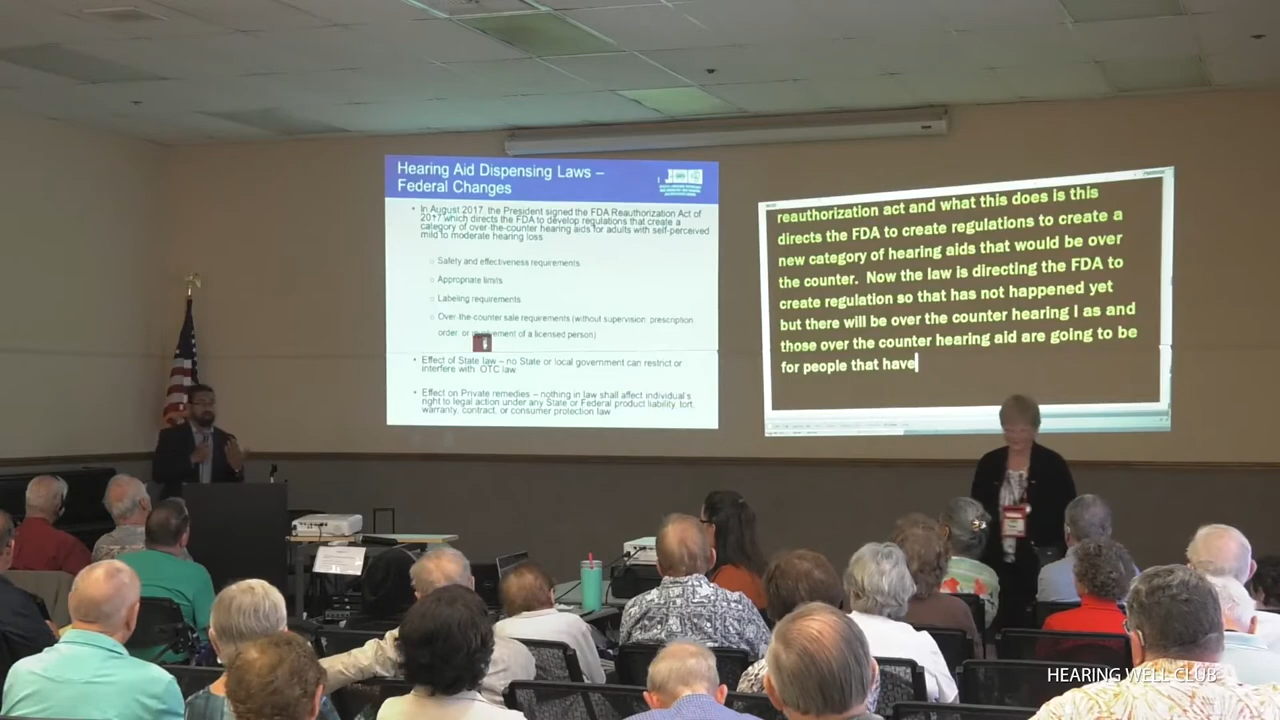 Hearing Aid Dispensing Laws –
Federal Changes
• In August 2017, the President signed the FDA Reauthorization Act of
2017 which directs the FDA to develop regulations that create a
category of over-the-counter hearing aids for adults with self-perceived
mild to moderate hearing loss
○ Safety and effectiveness requirements
○ Appropriate limits
○ Labeling requirements
○ Over-the-counter sale requirements (without supervision, prescription
order, or involvement of a licensed person)
• Effect of State law – no State or local government can restrict or
interfere with OTC law.
• Effect on Private remedies – nothing in law shall affect individual's
right to legal action under any State or Federal product liability, tort,
warranty, contract, or consumer protection law
reauthorization act and what this does is this
directs the FDA to create regulations to create a
new category of hearing aids that would be over
the counter. Now the law is directing the FDA to
create regulation so that has not happened yet
but there will be over the counter hearing I as and
those over the counter hearing aid are going to be
for people that have
HEARING WELL CLUB